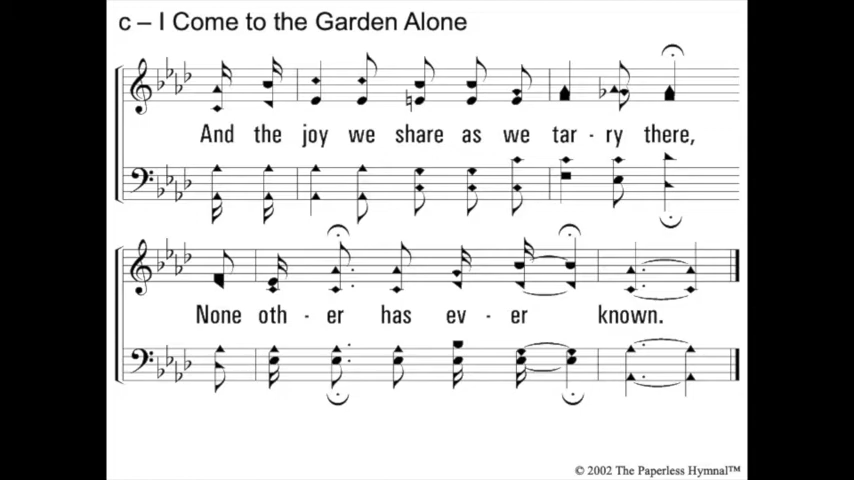 c – I Come to the Garden Alone
And the joy we share as we tar - ry there,
None oth - er has ev - er known.
© 2002 The Paperless Hymnal™